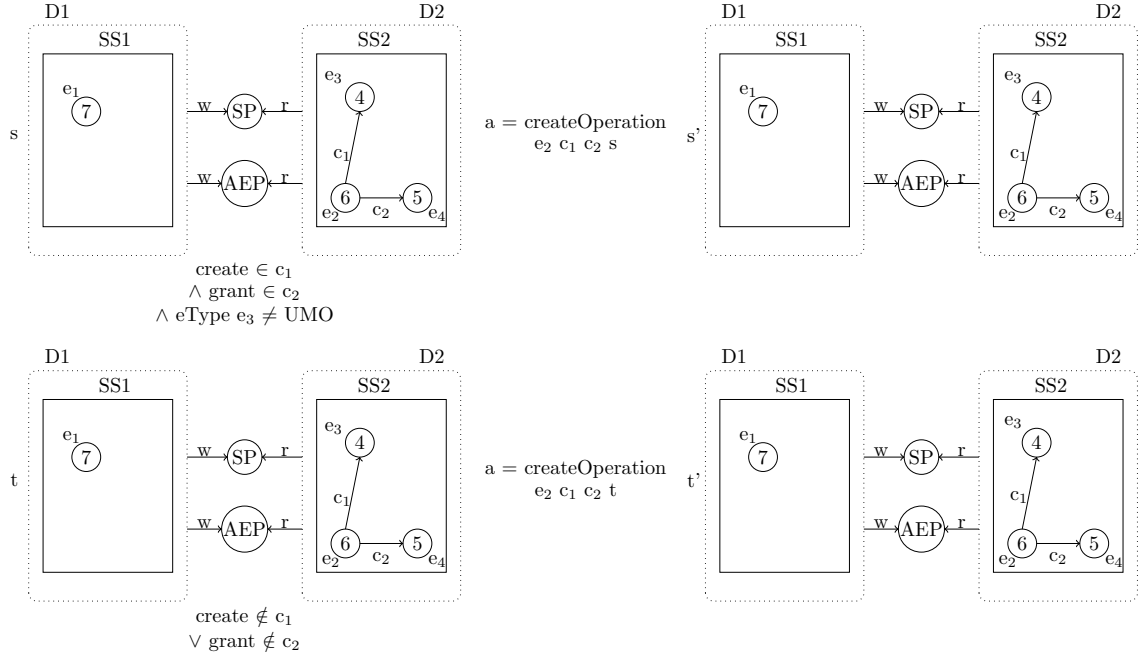 D1 D2 D1 D2
SS1 SS2 SS1 SS2
e₁ 7 w SP r e₃ 4 e₁ 7 w SP r e₃ 4
s c₁ a = createOperation s' c₁
e₂ c₁ c₂ s
w AEP r w AEP r
e₂ 6 c₂ 5 e₄ e₂ 6 c₂ 5 e₄
create ∈ c₁
∧ grant ∈ c₂
∧ eType e₃ ≠ UMO
D1 D2 D1 D2
SS1 SS2 SS1 SS2
e₁ 7 w SP r e₃ 4 e₁ 7 w SP r e₃ 4
t c₁ a = createOperation t' c₁
e₂ c₁ c₂ t
w AEP r w AEP r
e₂ 6 c₂ 5 e₄ e₂ 6 c₂ 5 e₄
create ∉ c₁
∨ grant ∉ c₂